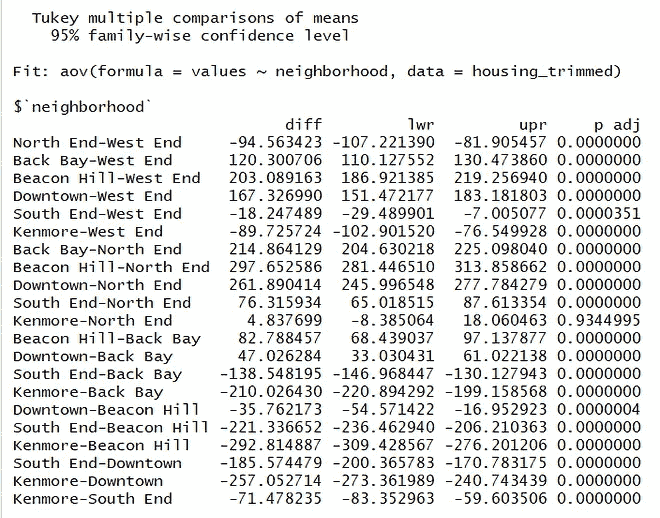 Tukey multiple comparisons of means
95% family-wise confidence level
Fit: aov(formula = values ~ neighborhood, data = housing_trimmed)
$`neighborhood`
diff lwr upr p adj
North End-West End -94.563423 -107.221390 -81.905457 0.0000000
Back Bay-West End 120.300706 110.127552 130.473860 0.0000000
Beacon Hill-West End 203.089163 186.921385 219.256940 0.0000000
Downtown-West End 167.326990 151.472177 183.181803 0.0000000
South End-West End -18.247489 -29.489901 -7.005077 0.0000351
Kenmore-West End -89.725724 -102.901520 -76.549928 0.0000000
Back Bay-North End 214.864129 204.630218 225.098040 0.0000000
Beacon Hill-North End 297.652586 281.446510 313.858662 0.0000000
Downtown-North End 261.890414 245.996548 277.784279 0.0000000
South End-North End 76.315934 65.018515 87.613354 0.0000000
Kenmore-North End 4.837699 -8.385064 18.060463 0.9344995
Beacon Hill-Back Bay 82.788457 68.439037 97.137877 0.0000000
Downtown-Back Bay 47.026284 33.030431 61.022138 0.0000000
South End-Back Bay -138.548195 -146.968447 -130.127943 0.0000000
Kenmore-Back Bay -210.026430 -220.894292 -199.158568 0.0000000
Downtown-Beacon Hill -35.762173 -54.571422 -16.952923 0.0000004
South End-Beacon Hill -221.336652 -236.462940 -206.210363 0.0000000
Kenmore-Beacon Hill -292.814887 -309.428567 -276.201206 0.0000000
South End-Downtown -185.574479 -200.365783 -170.783175 0.0000000
Kenmore-Downtown -257.052714 -273.361989 -240.743439 0.0000000
Kenmore-South End -71.478235 -83.352963 -59.603506 0.0000000